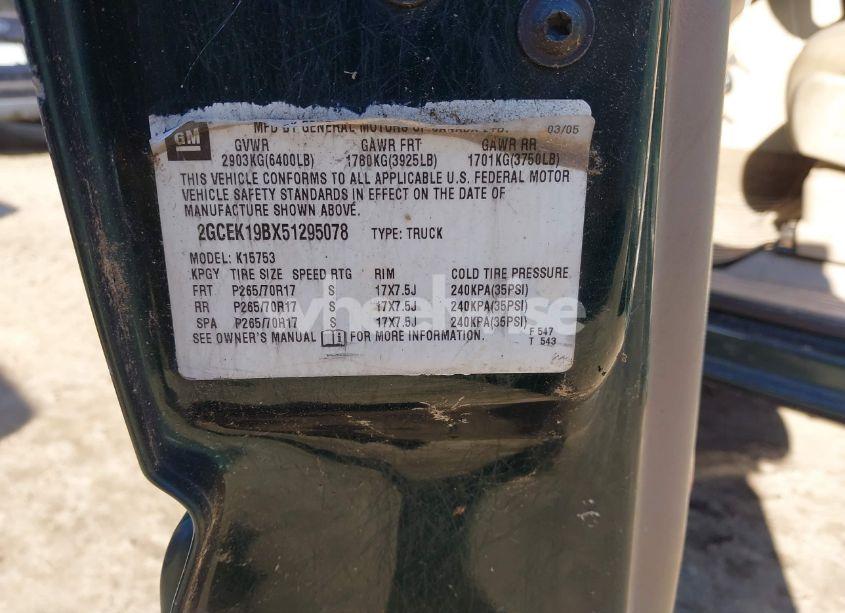 GM
MFD BY GENERAL MOTORS OF CANADA LTD. 03/05
GVWR GAWR FRT GAWR RR
2903KG(6400LB) 1780KG(3925LB) 1701KG(3750LB)
THIS VEHICLE CONFORMS TO ALL APPLICABLE U.S. FEDERAL MOTOR
VEHICLE SAFETY STANDARDS IN EFFECT ON THE DATE OF
MANUFACTURE SHOWN ABOVE.
2GCEK19BX51295078 TYPE: TRUCK
MODEL: K15753
KPGY TIRE SIZE SPEED RTG RIM COLD TIRE PRESSURE
FRT P265/70R17 S 17X7.5J 240KPA(35PSI)
RR P265/70R17 S 17X7.5J 240KPA(35PSI)
SPA P265/70R17 S 17X7.5J 240KPA(35PSI)
SEE OWNER'S MANUAL FOR MORE INFORMATION.
F 547
T 543